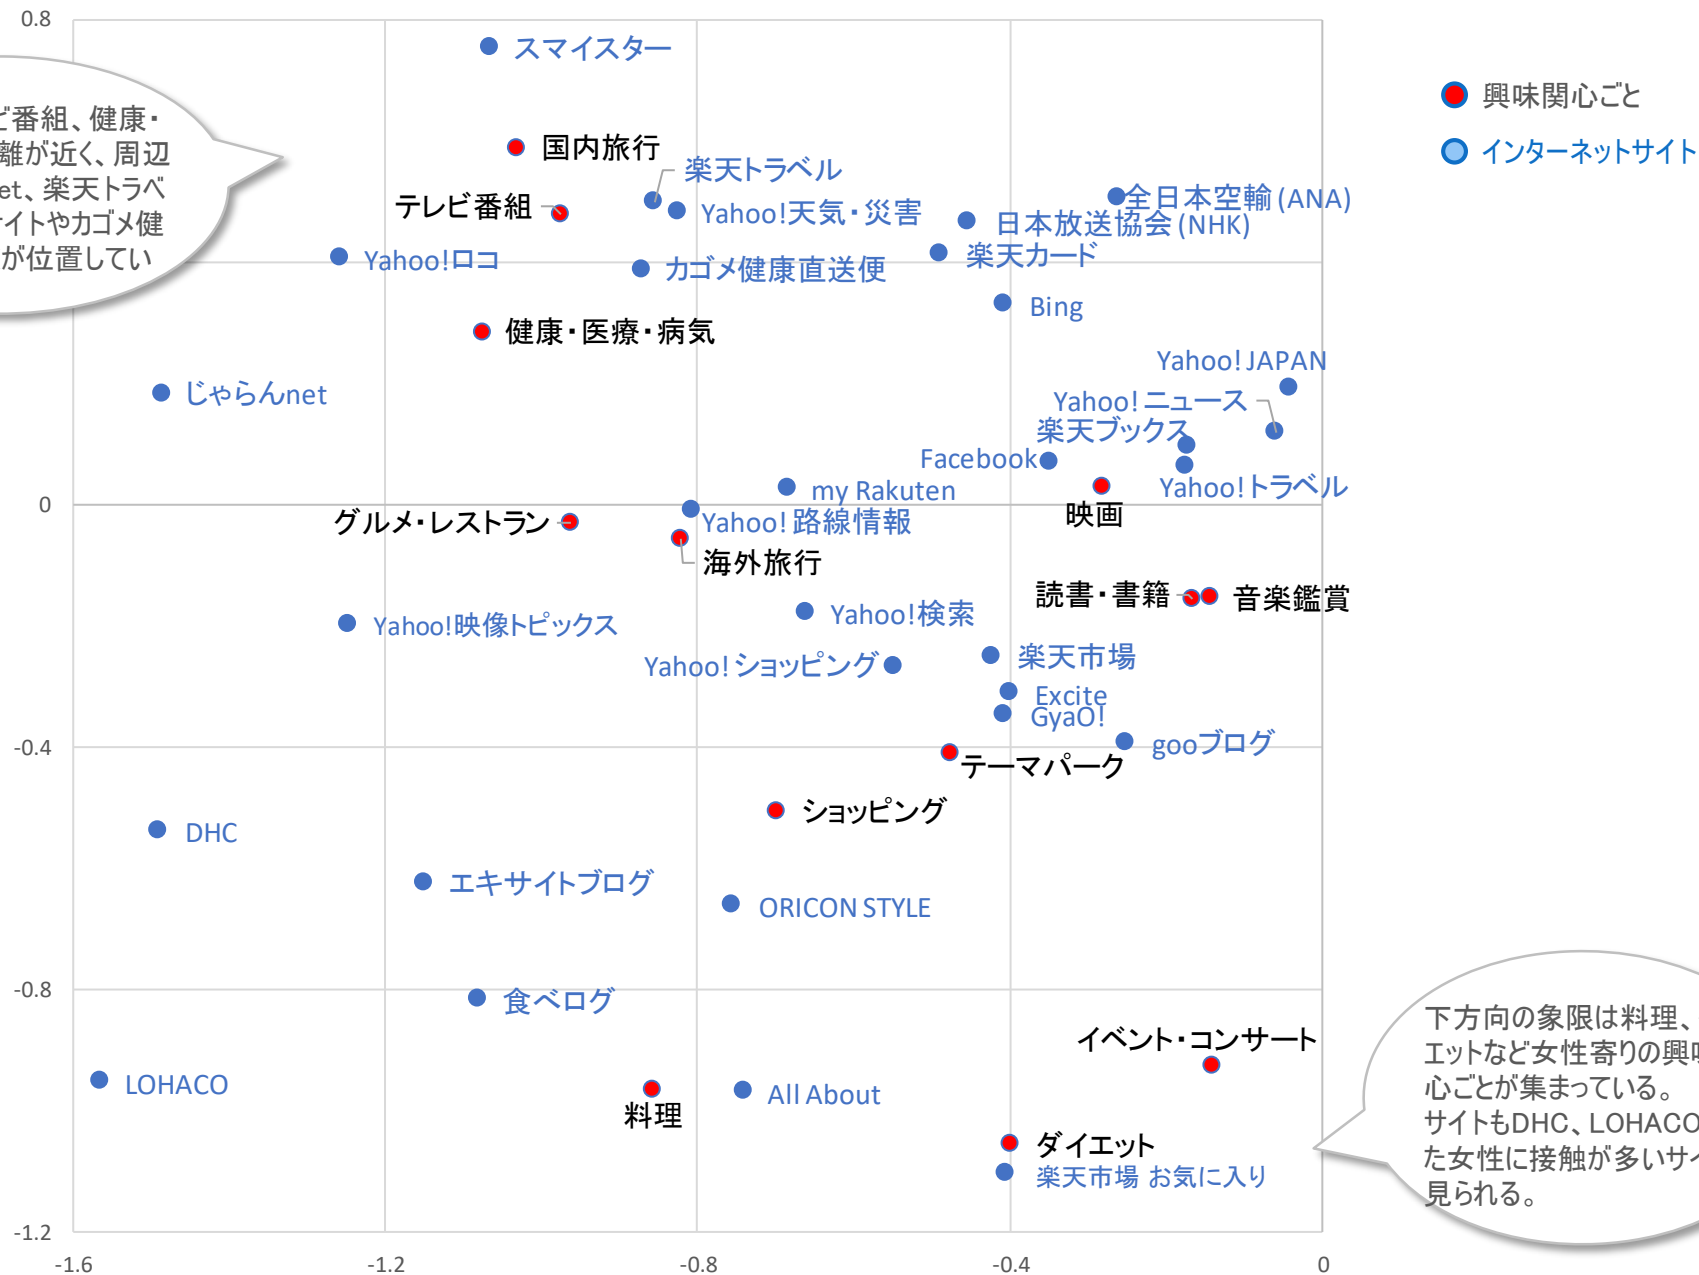 0.8
スマイスター
興味関心ごと
ビ番組、健康・
離が近く、周辺
et、楽天トラベ
サイトやカゴメ健
が位置してい
国内旅行
インターネットサイト
楽天トラベル
テレビ番組
Yahoo!天気・災害
全日本空輸(ANA)
日本放送協会(NHK)
Yahoo!ロコ
カゴメ健康直送便
楽天カード
Bing
健康・医療・病気
Yahoo!JAPAN
じゃらんnet
Yahoo!ニュース
楽天ブックス
Facebook
my Rakuten
Yahoo!トラベル
0
グルメ・レストラン
Yahoo!路線情報
映画
海外旅行
読書・書籍
音楽鑑賞
Yahoo!検索
Yahoo!映像トピックス
Yahoo!ショッピング
楽天市場
Excite
GyaO!
-0.4
gooブログ
テーマパーク
ショッピング
DHC
エキサイトブログ
ORICON STYLE
-0.8
食べログ
イベント・コンサート
下方向の象限は料理、
エットなど女性寄りの興味
心ごとが集まっている。
サイトもDHC、LOHACO
た女性に接触が多いサイ
見られる。
LOHACO
料理
All About
ダイエット
楽天市場 お気に入り
-1.2
-1.6
-1.2
-0.8
-0.4
0